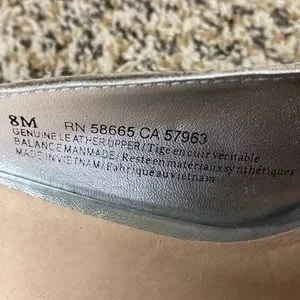 8M RN 58665 CA 57963
GENUINE LEATHER UPPER/Tige en cuir véritable
BALANCE MANMADE/Reste en matériaux synthétiques
MADE IN VIETNAM/Fabrique au vietnam